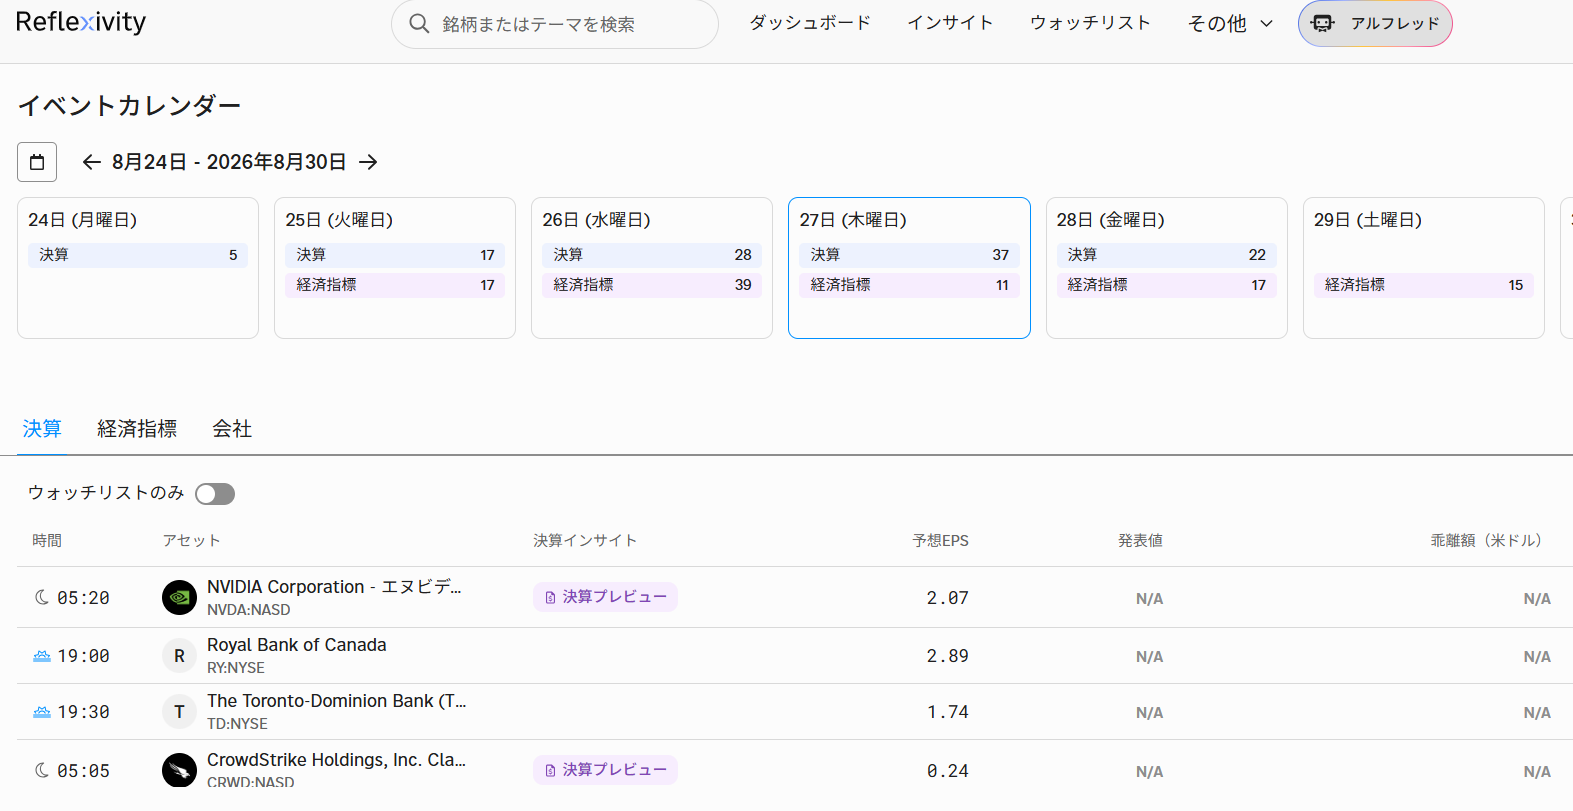 Reflexivity
銘柄またはテーマを検索
ダッシュボード
インサイト
ウォッチリスト
その他
アルフレッド
イベントカレンダー
8月24日 - 2026年8月30日
24日 (月曜日)
決算 5
25日 (火曜日)
決算 17
経済指標 17
26日 (水曜日)
決算 28
経済指標 39
27日 (木曜日)
決算 37
経済指標 11
28日 (金曜日)
決算 22
経済指標 17
29日 (土曜日)
経済指標 15
決算 経済指標 会社
ウォッチリストのみ
時間 アセット 決算インサイト 予想EPS 発表値 乖離額（米ドル）
05:20 NVIDIA Corporation - エヌビデ... 決算プレビュー 2.07 N/A N/A
NVDA:NASD
19:00 R Royal Bank of Canada 2.89 N/A N/A
RY:NYSE
19:30 T The Toronto-Dominion Bank (T... 1.74 N/A N/A
TD:NYSE
05:05 CrowdStrike Holdings, Inc. Cla... 決算プレビュー 0.24 N/A N/A
CRWD:NASD